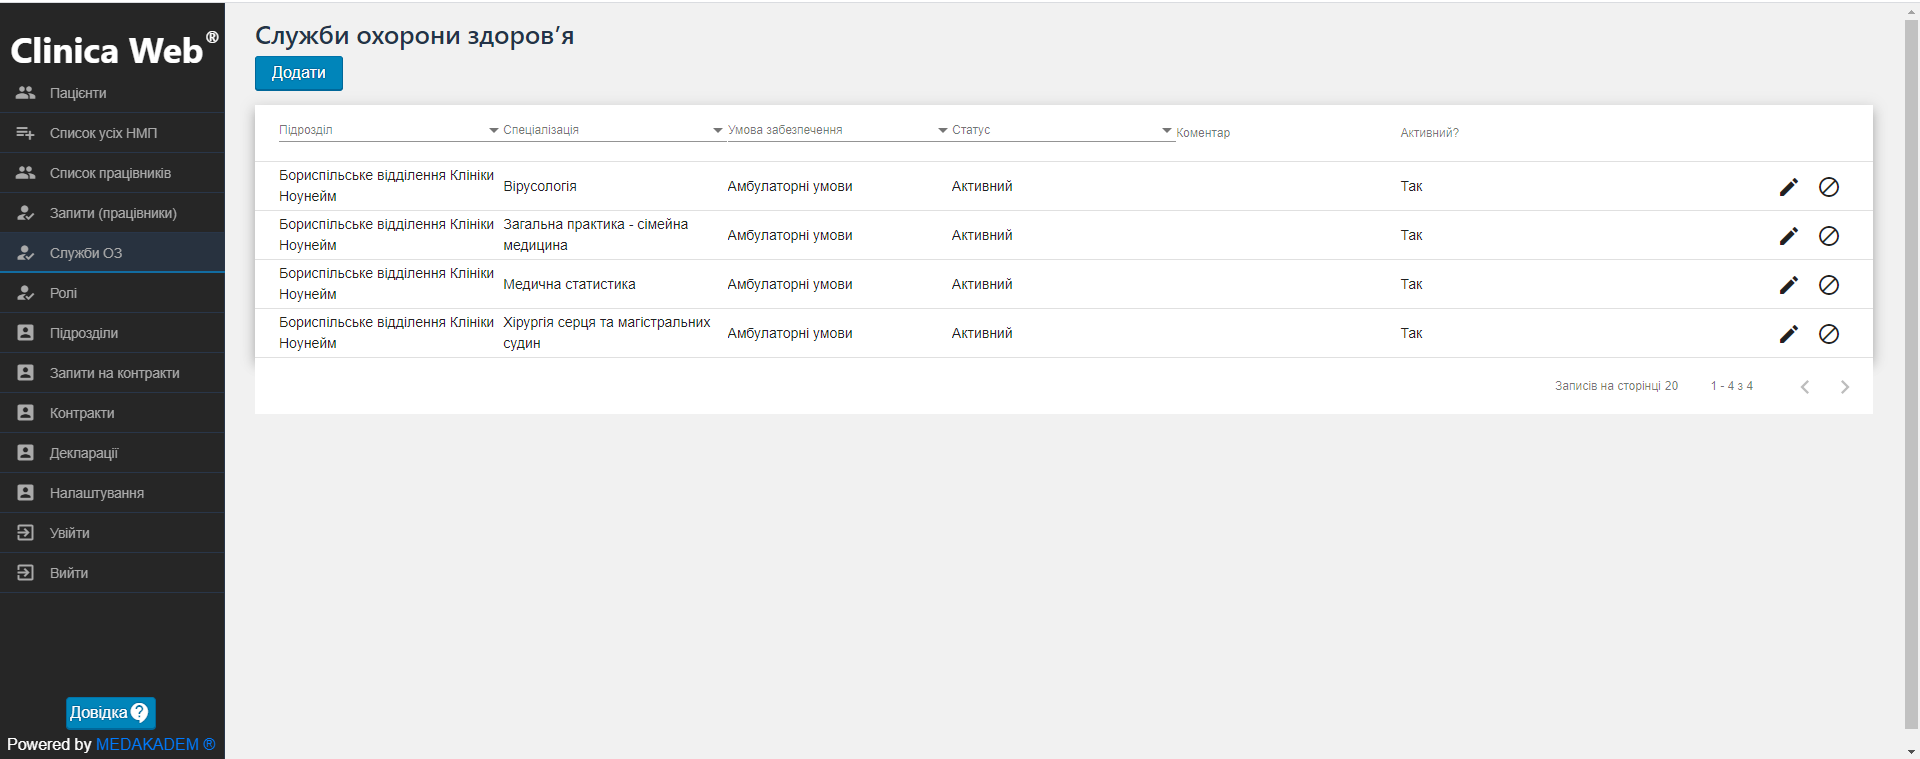 Clinica Web®
Пацієнти
Список усіх НМП
Список працівників
Запити (працівники)
Служби ОЗ
Ролі
Підрозділи
Запити на контракти
Контракти
Декларації
Налаштування
Увійти
Вийти
Довідка ?
Powered by MEDAKADEM ®
Служби охорони здоров’я
Додати
Підрозділ Спеціалізація Умова забезпечення Статус Коментар Активний?
Бориспільське відділення Клініки
Ноунейм
Вірусологія Амбулаторні умови Активний Так
Бориспільське відділення Клініки
Ноунейм
Загальна практика - сімейна
медицина
Амбулаторні умови Активний Так
Бориспільське відділення Клініки
Ноунейм
Медична статистика Амбулаторні умови Активний Так
Бориспільське відділення Клініки
Ноунейм
Хірургія серця та магістральних
судин
Амбулаторні умови Активний Так
Записів на сторінці 20 1 - 4 з 4